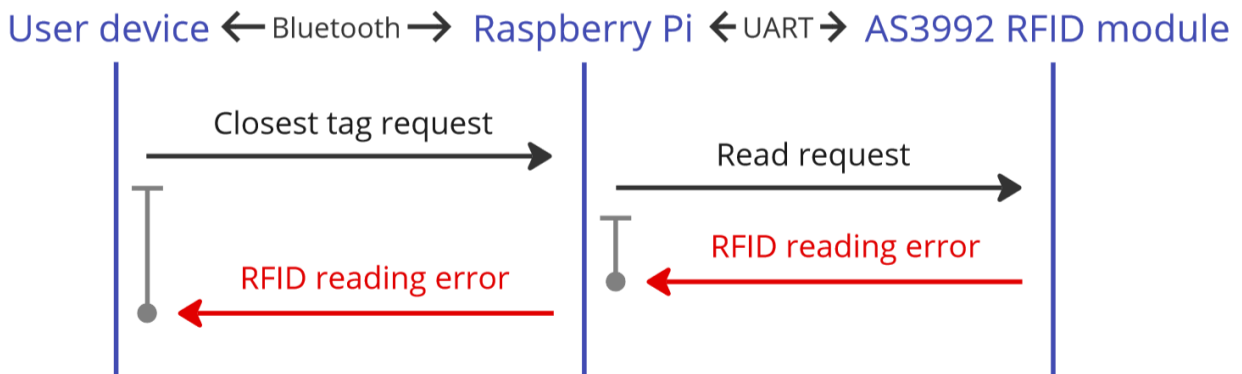 User device ← Bluetooth → Raspberry Pi ← UART → AS3992 RFID module
Closest tag request
Read request
RFID reading error
RFID reading error